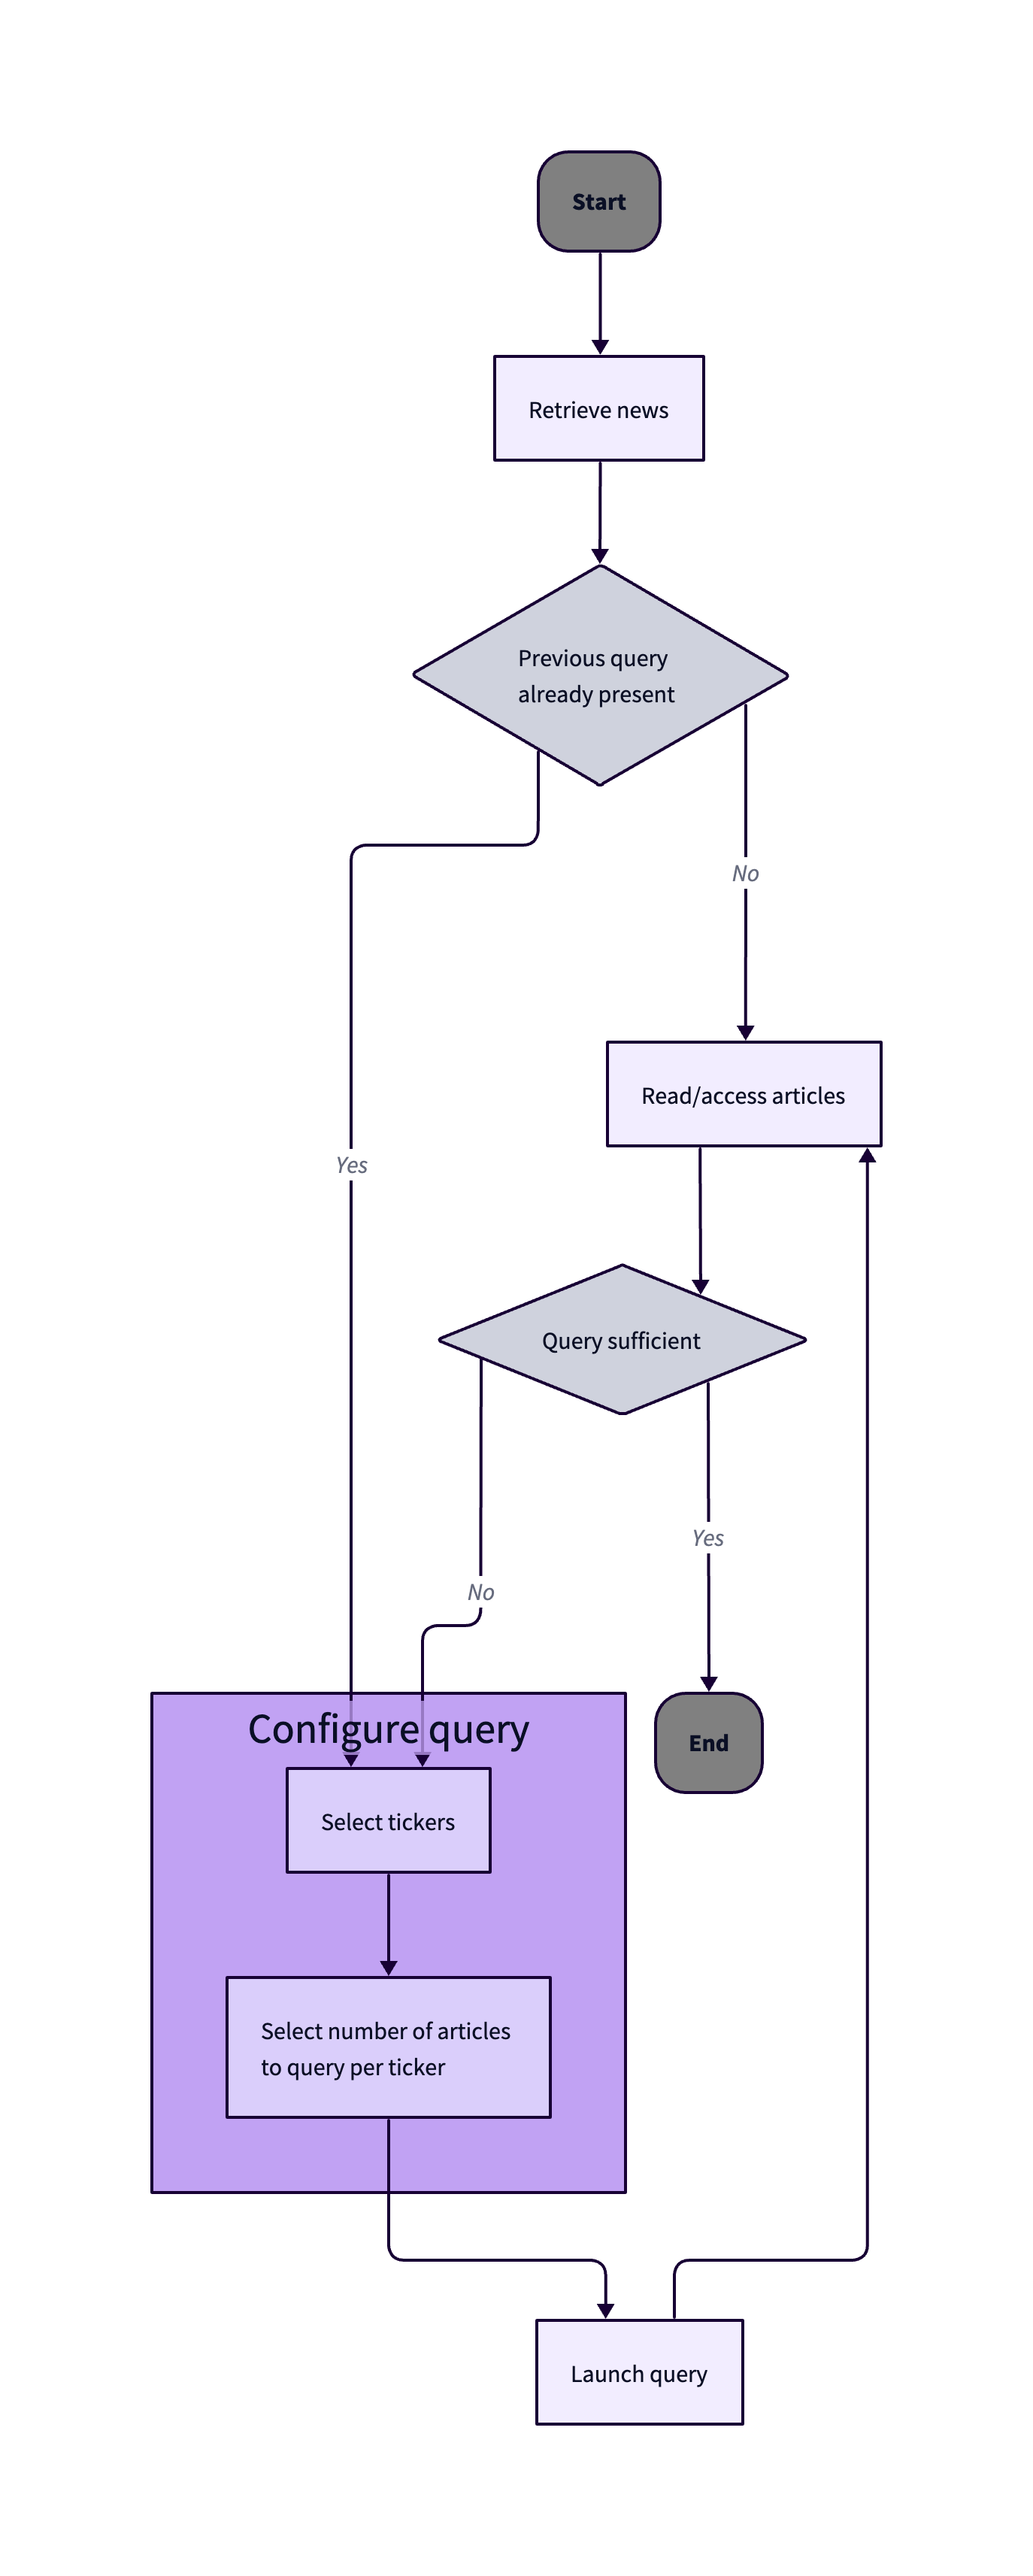 Start
Retrieve news
Previous query
already present
No
Read/access articles
Yes
Query sufficient
Yes
No
Configure query
End
Select tickers
Select number of articles
to query per ticker
Launch query